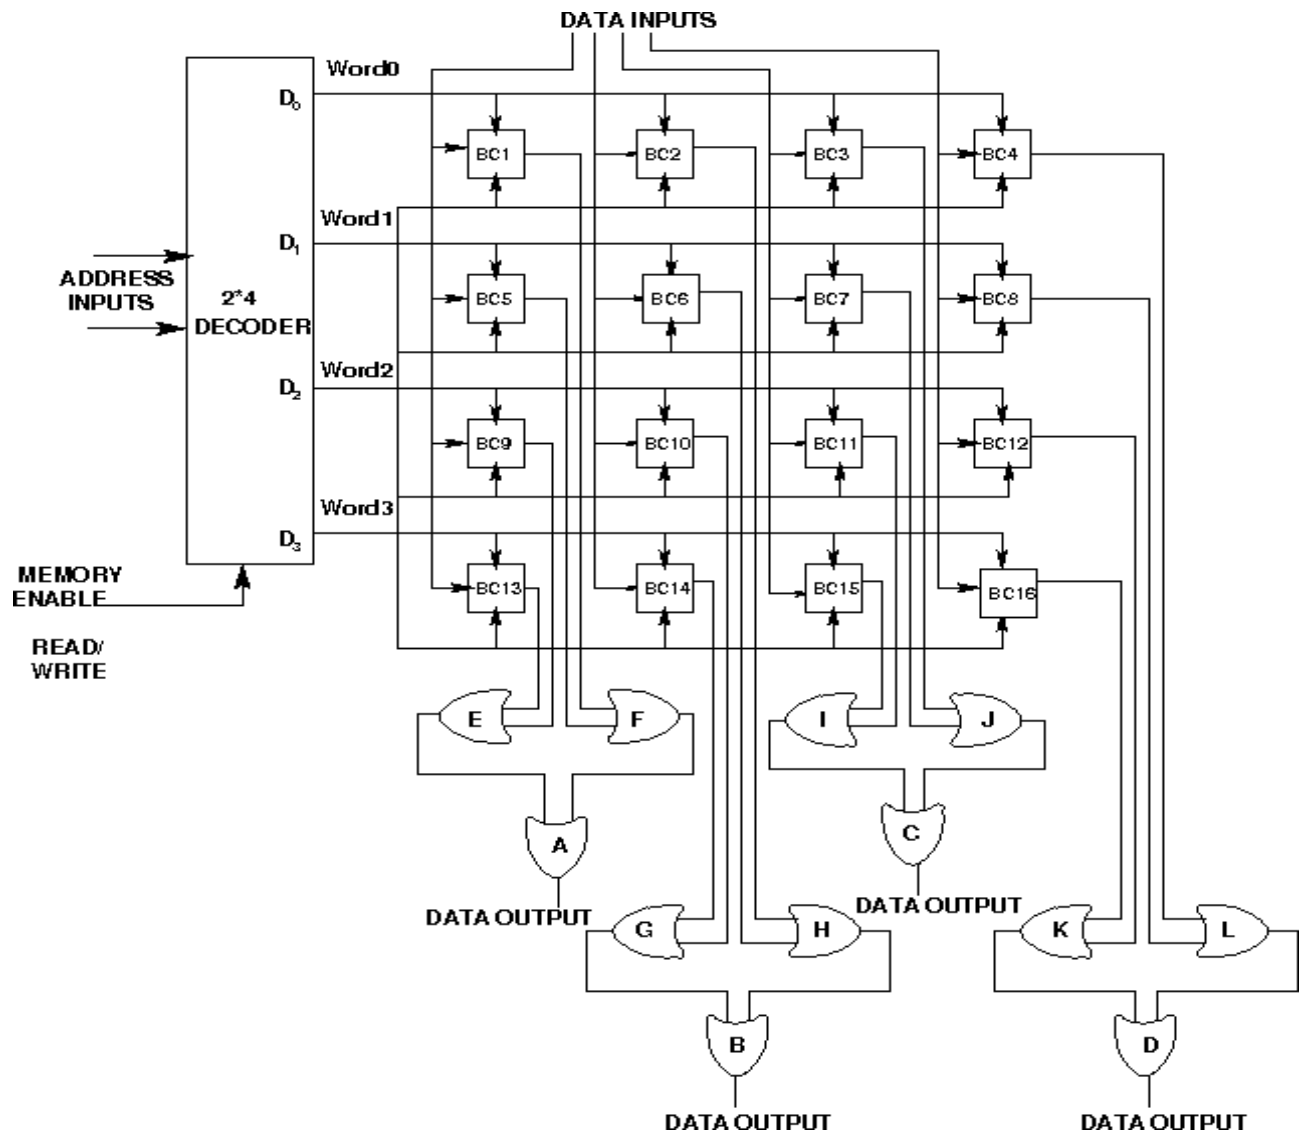 DATA INPUTS
Word0
D0
BC1 BC2 BC3 BC4
Word1
D1
ADDRESS
INPUTS
2*4
DECODER
BC5 BC6 BC7 BC8
Word2
D2
BC9 BC10 BC11 BC12
Word3
D3
MEMORY
ENABLE
BC13 BC14 BC15 BC16
READ/
WRITE
E F I J
A C
DATA OUTPUT DATA OUTPUT
G H K L
B D
DATA OUTPUT DATA OUTPUT